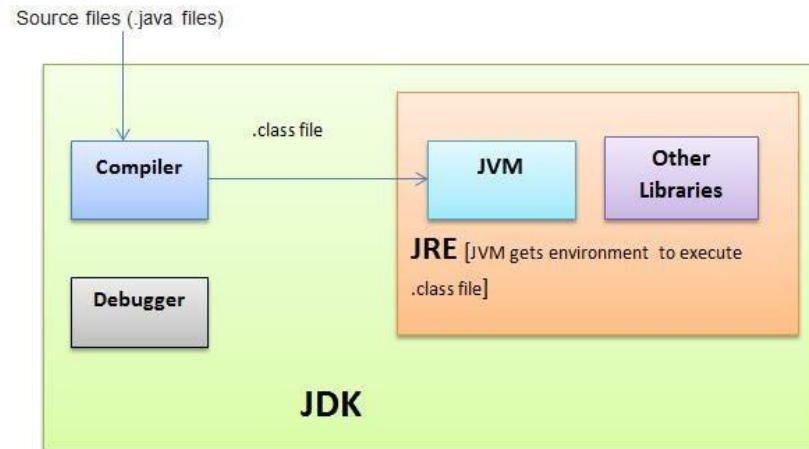 Source files (.java files)
.class file
Compiler
JVM
Other
Libraries
JRE [JVM gets environment to execute
.class file]
Debugger
JDK